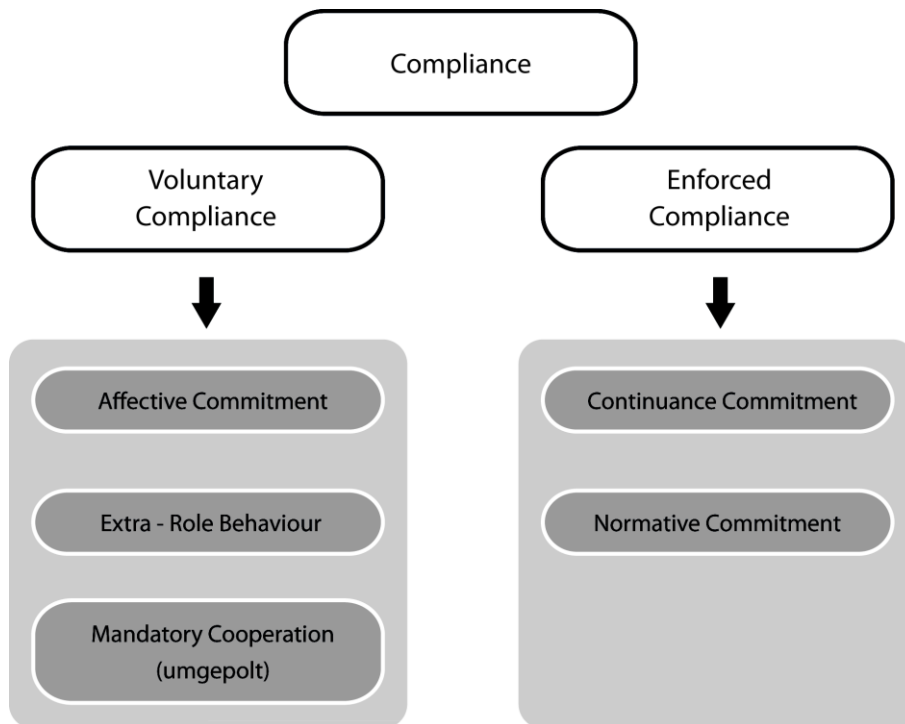 Compliance
Voluntary
Compliance
Enforced
Compliance
Affective Commitment
Extra - Role Behaviour
Mandatory Cooperation
(umgepolt)
Continuance Commitment
Normative Commitment